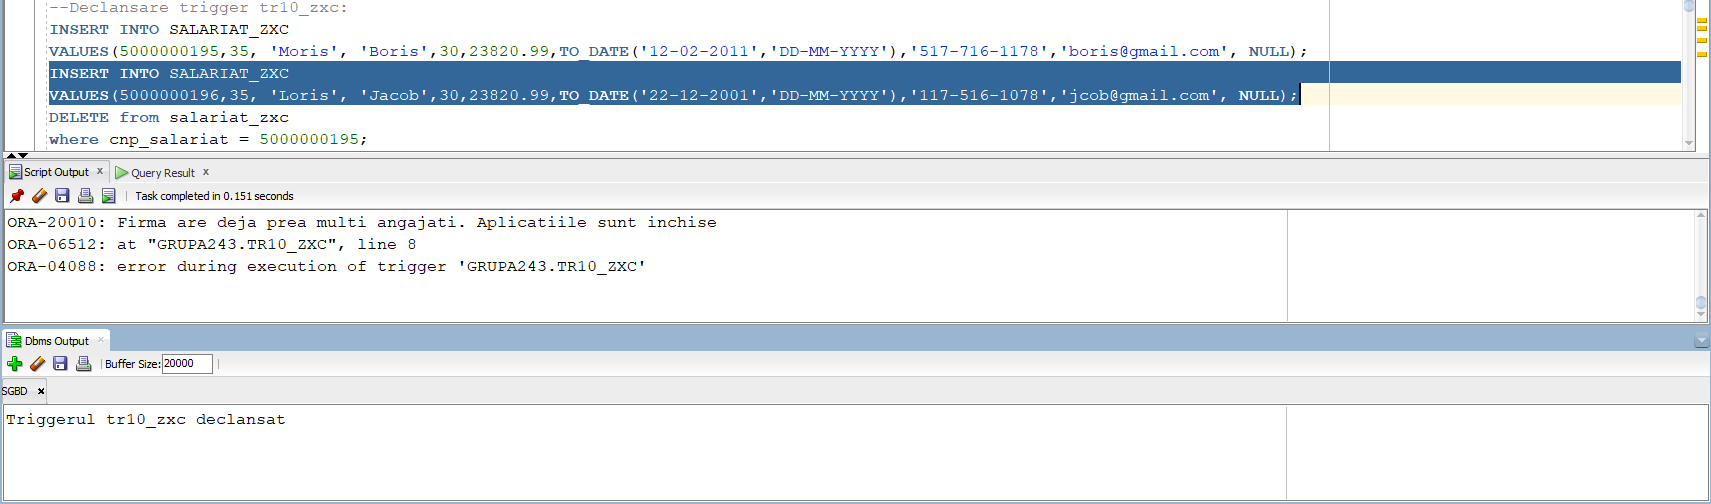 --Declansare trigger tr10_zxc:
INSERT INTO SALARIAT_ZXC
VALUES(5000000195,35, 'Moris', 'Boris',30,23820.99,TO_DATE('12-02-2011','DD-MM-YYYY'),'517-716-1178','boris@gmail.com', NULL);
INSERT INTO SALARIAT_ZXC
VALUES(5000000196,35, 'Loris', 'Jacob',30,23820.99,TO_DATE('22-12-2001','DD-MM-YYYY'),'117-516-1078','jcob@gmail.com', NULL);
DELETE from salariat_zxc
where cnp_salariat = 5000000195;
Script Output x Query Result x
Task completed in 0.151 seconds
ORA-20010: Firma are deja prea multi angajati. Aplicatiile sunt inchise
ORA-06512: at "GRUPA243.TR10_ZXC", line 8
ORA-04088: error during execution of trigger 'GRUPA243.TR10_ZXC'
Dbms Output x
Buffer Size: 20000
SGBD x
Triggerul tr10_zxc declansat